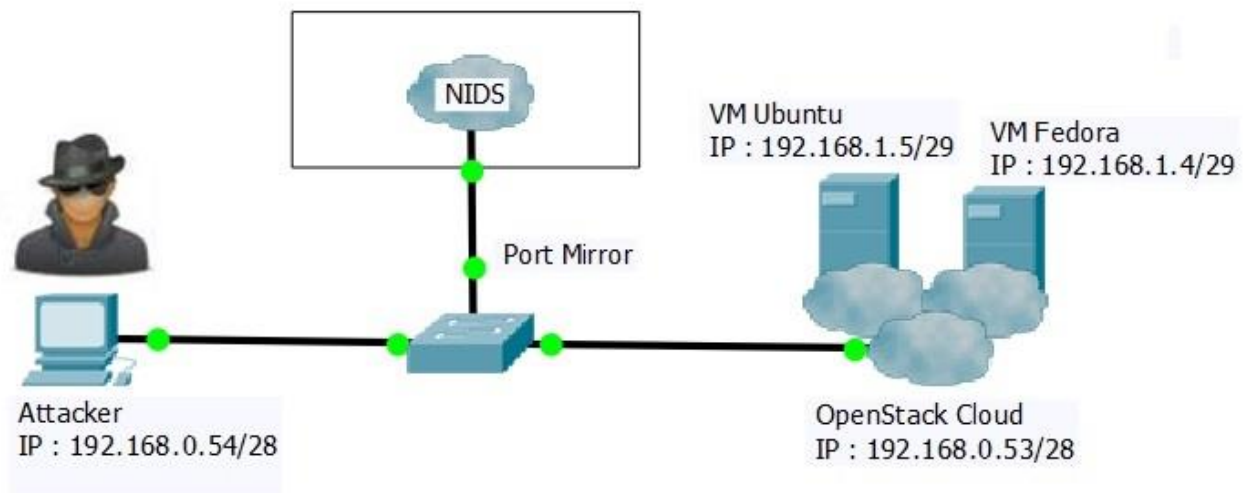 NIDS
VM Ubuntu
IP : 192.168.1.5/29
VM Fedora
IP : 192.168.1.4/29
Port Mirror
Attacker
IP : 192.168.0.54/28
OpenStack Cloud
IP : 192.168.0.53/28